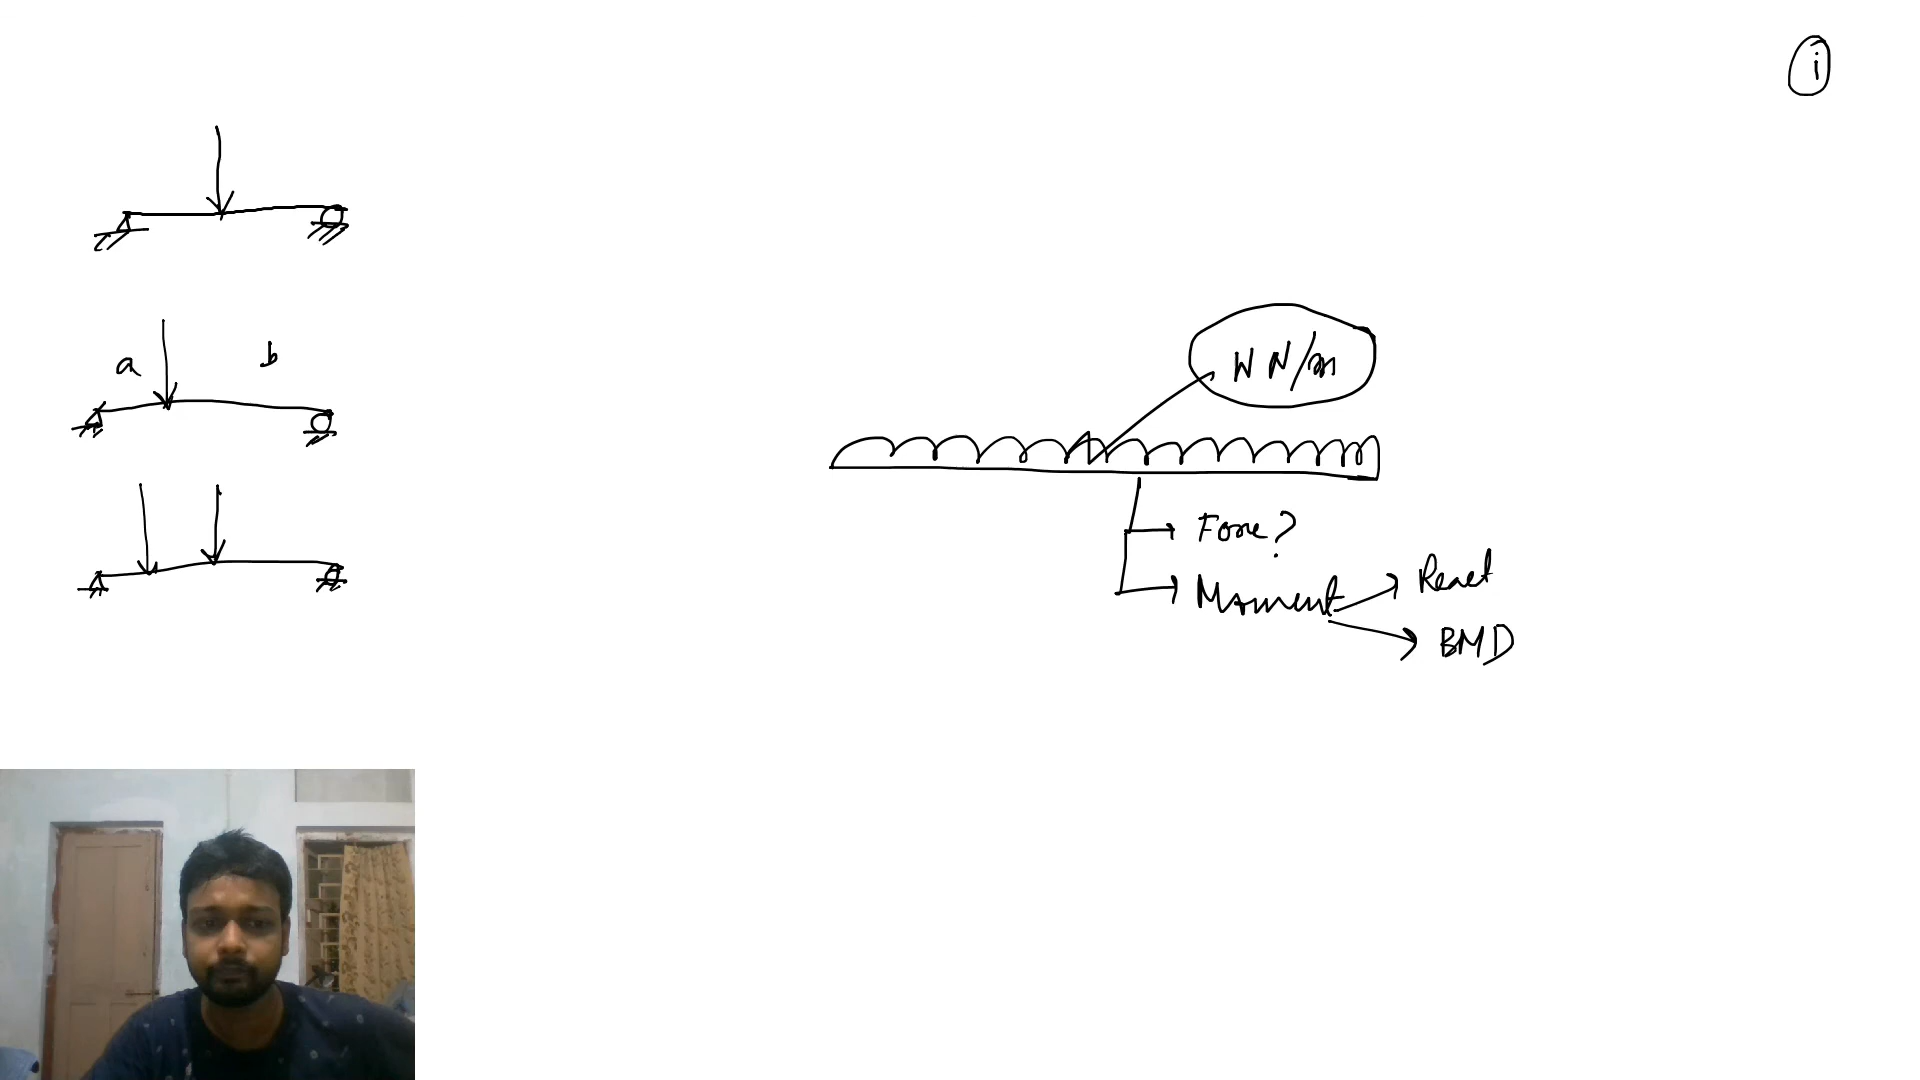 i
a
b
W N/m
Force?
Moment
React
BMD